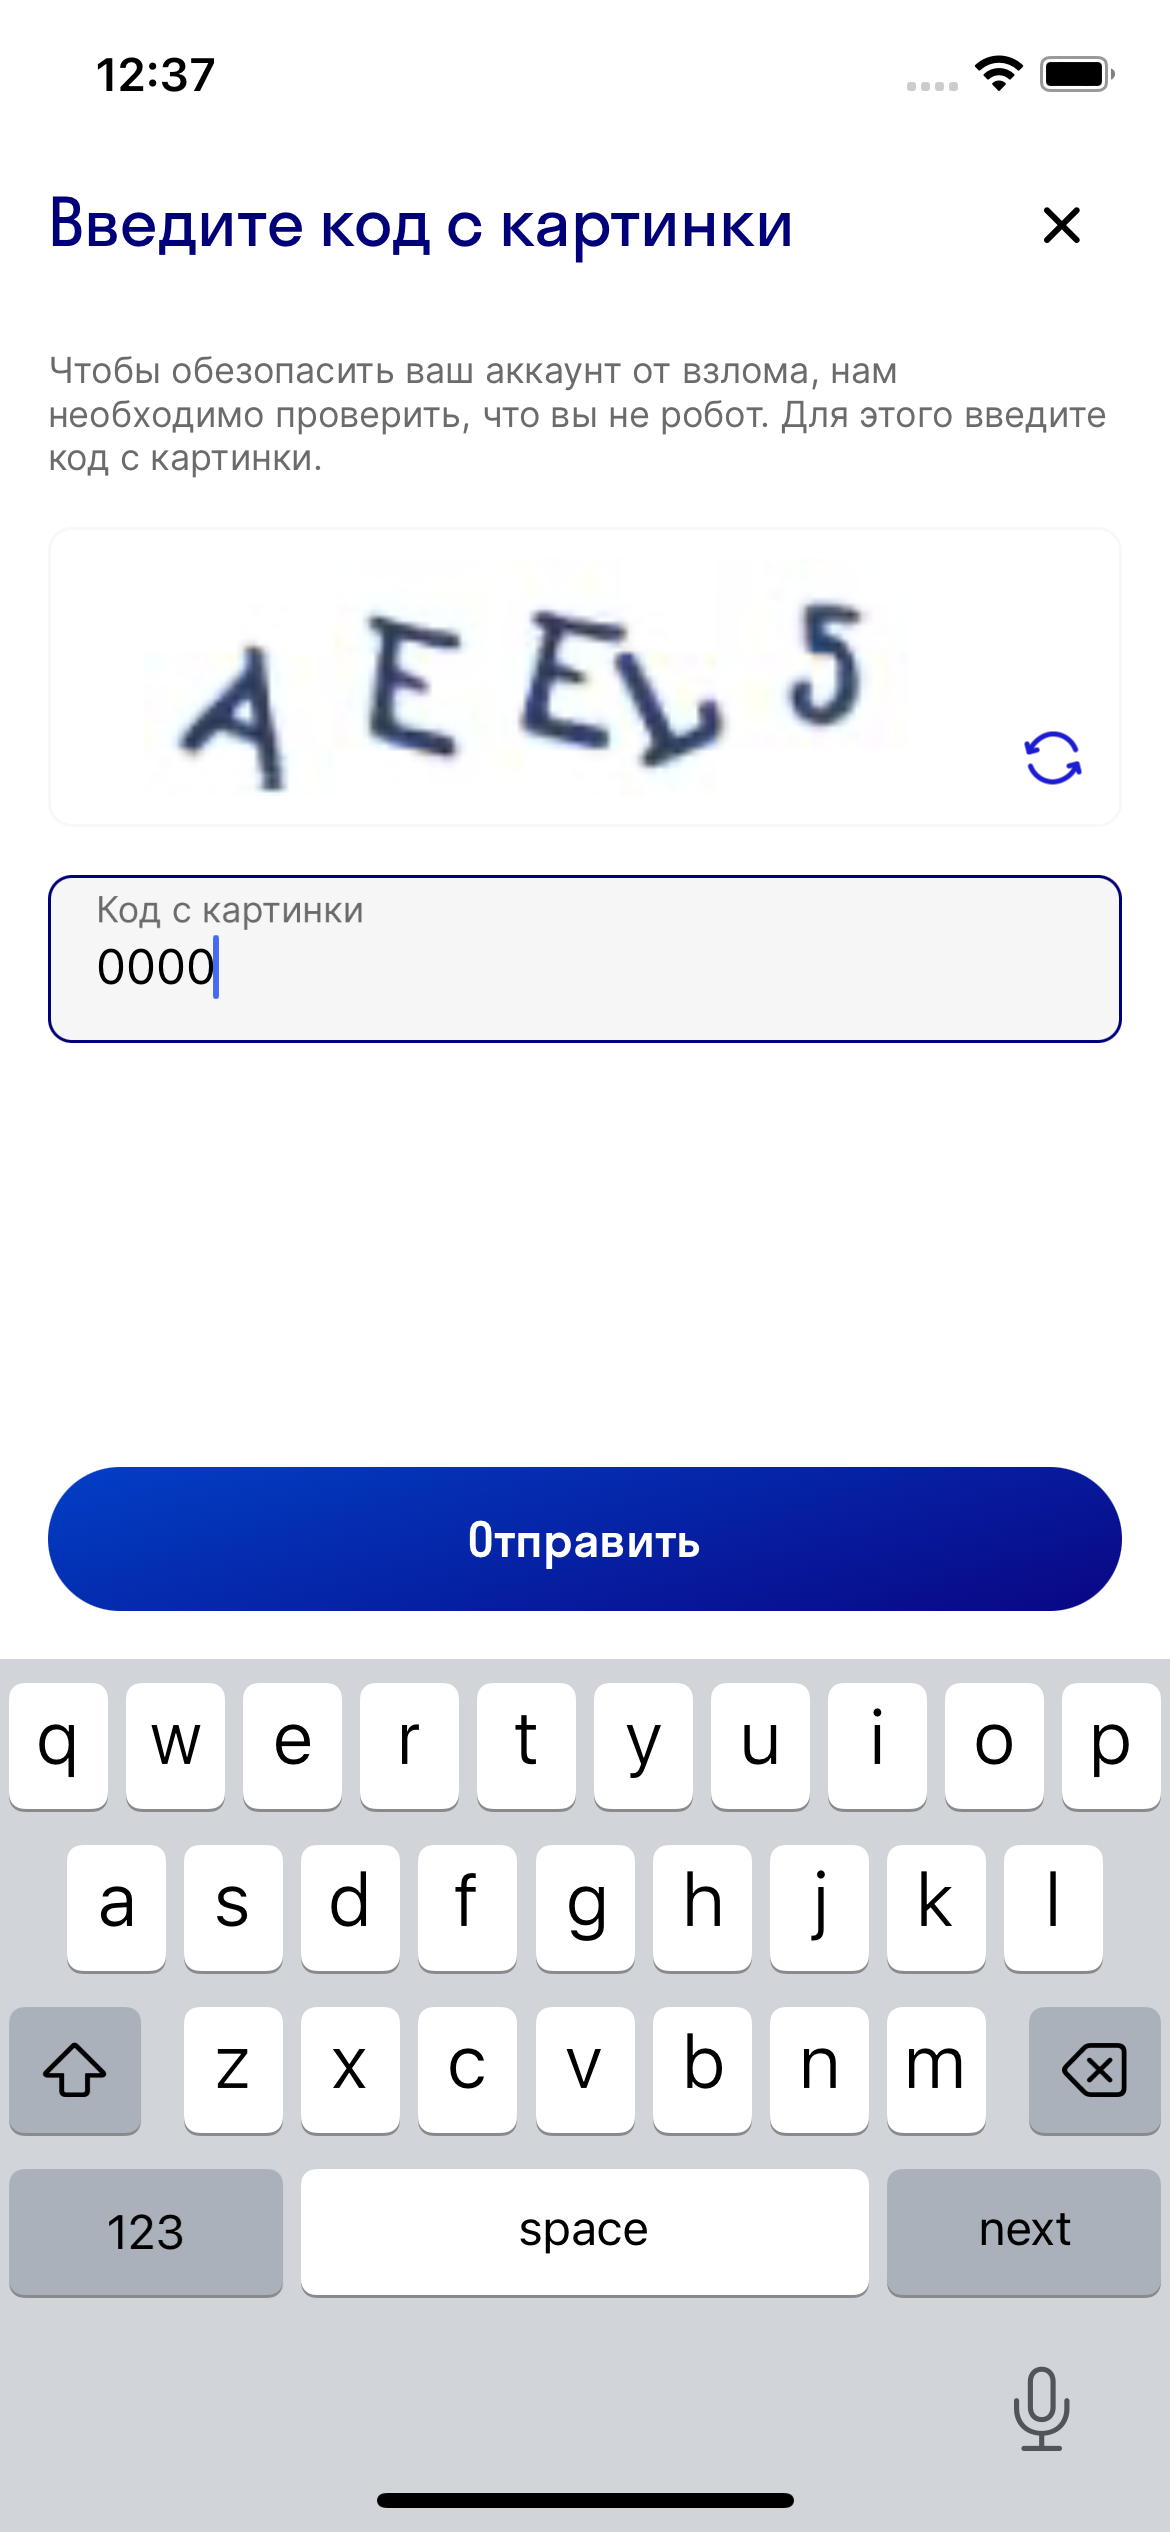 12:37
Введите код с картинки
Чтобы обезопасить ваш аккаунт от взлома, нам
необходимо проверить, что вы не робот. Для этого введите
код с картинки.
AEEL5
Код с картинки
0000
Отправить
q w e r t y u i o p
a s d f g h j k l
z x c v b n m
123 space next